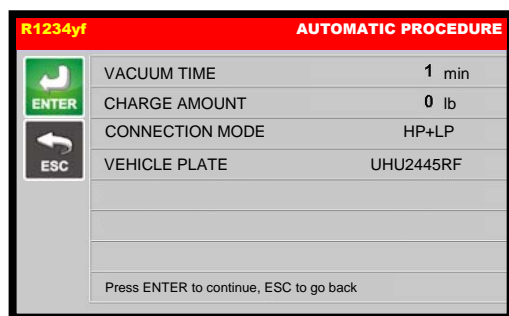 R1234yf AUTOMATIC PROCEDURE
ENTER
VACUUM TIME 1 min
CHARGE AMOUNT 0 lb
CONNECTION MODE HP+LP
ESC
VEHICLE PLATE UHU2445RF
Press ENTER to continue, ESC to go back